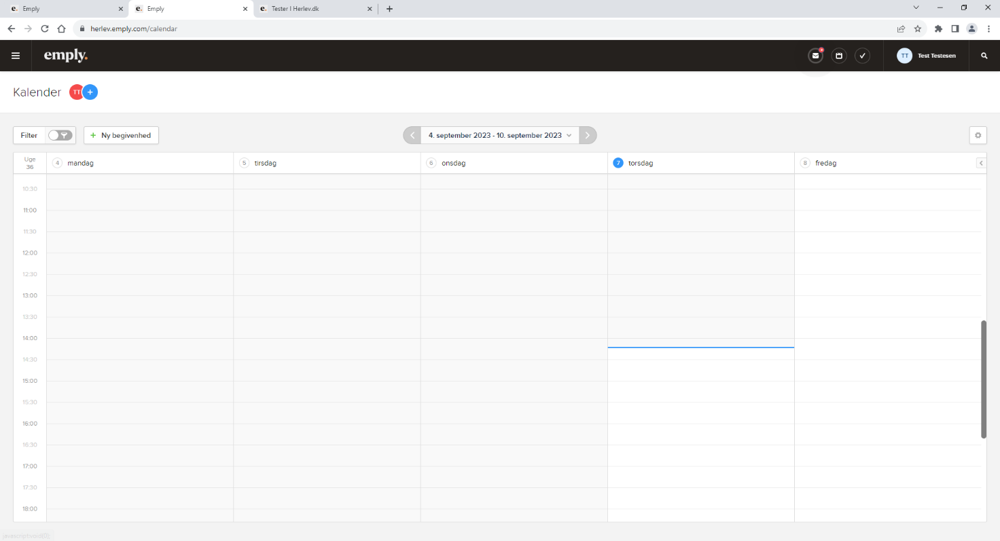 e. Emply
e. Emply
e. Tester I Herlev.dk
herlev.emply.com/calendar
emply.
TT Test Testesen
Kalender TT +
Filter
+ Ny begivenhed
4. september 2023 - 10. september 2023
Uge
36
4 mandag
5 tirsdag
6 onsdag
7 torsdag
8 fredag
10:30
11:00
11:30
12:00
12:30
13:00
13:30
14:00
14:30
15:00
15:30
16:00
16:30
17:00
17:30
18:00
javascript:void(0);